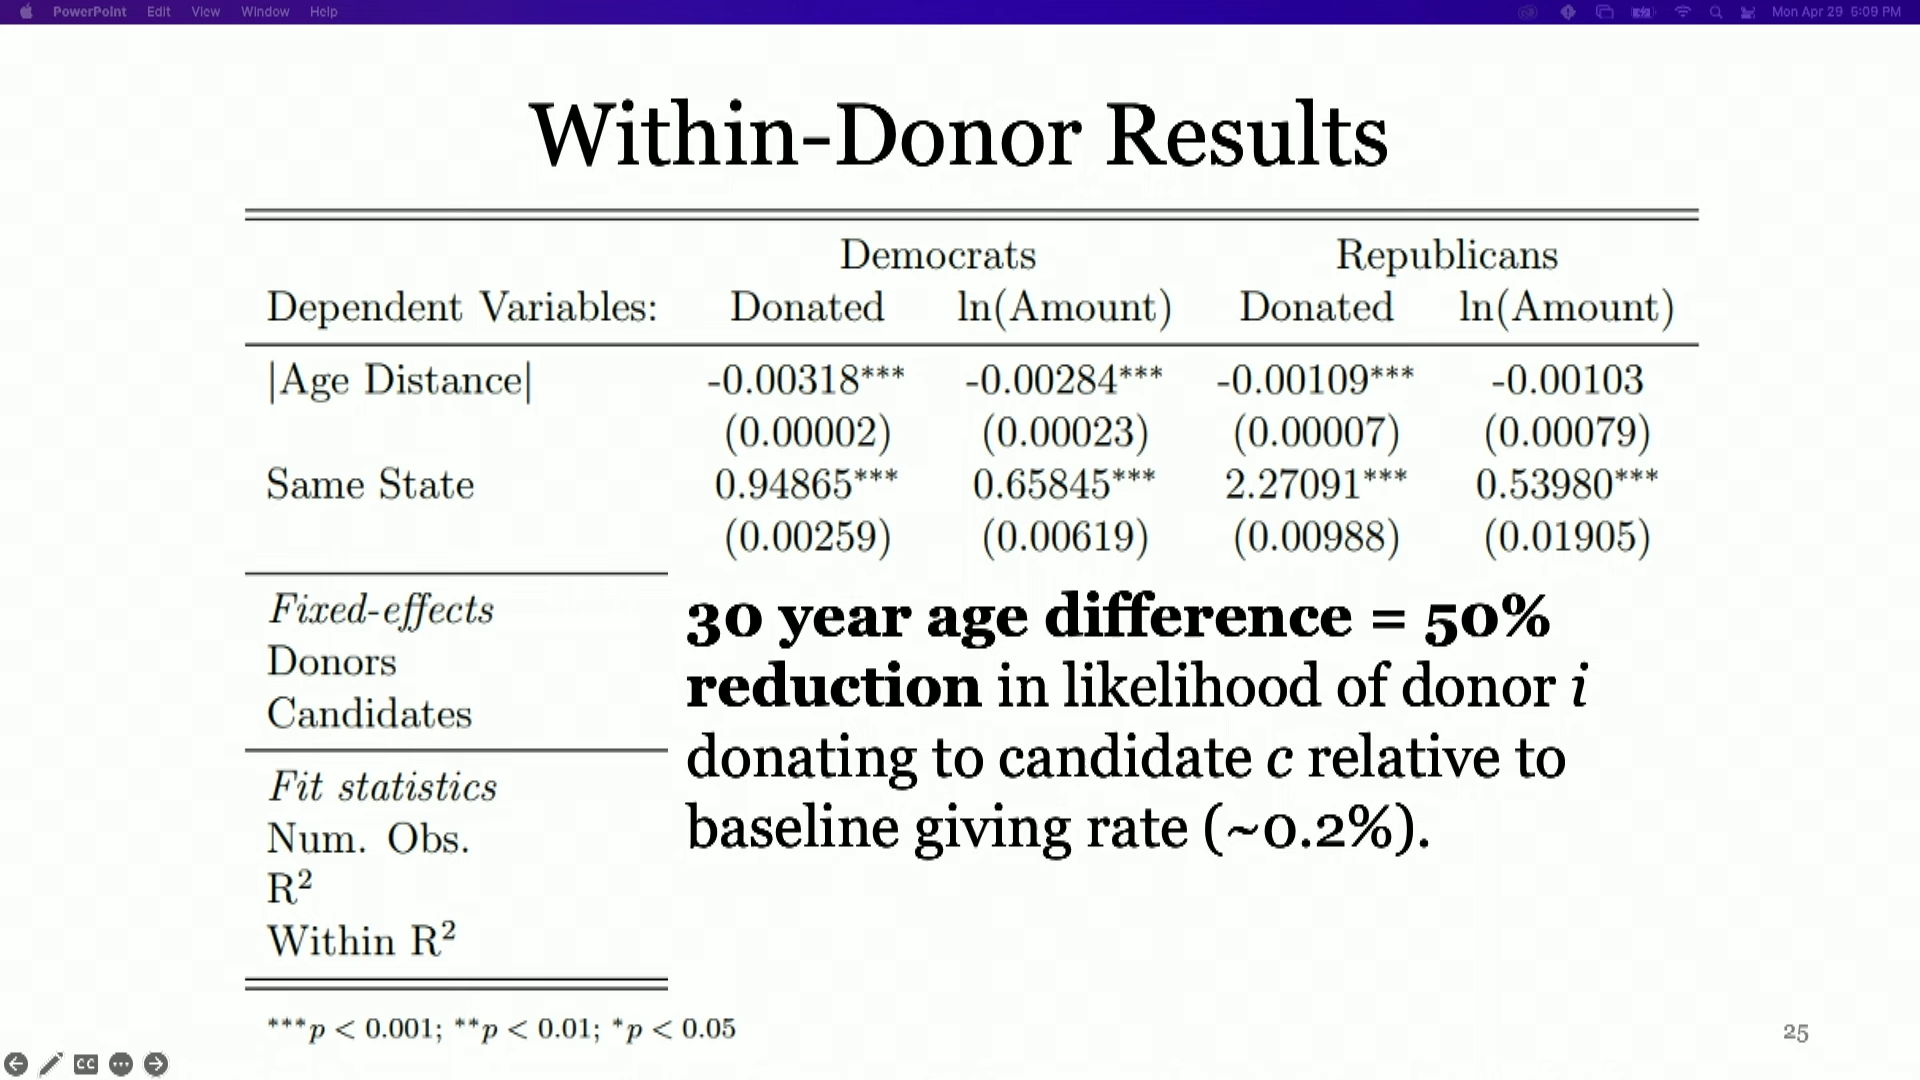 PowerPoint Edit View Window Help Mon Apr 29 5:09 PM
Within-Donor Results
Democrats Republicans
Dependent Variables: Donated ln(Amount) Donated ln(Amount)
|Age Distance| -0.00318*** -0.00284*** -0.00109*** -0.00103
(0.00002) (0.00023) (0.00007) (0.00079)
Same State 0.94865*** 0.65845*** 2.27091*** 0.53980***
(0.00259) (0.00619) (0.00988) (0.01905)
Fixed-effects
Donors
Candidates
Fit statistics
Num. Obs.
R²
Within R²
30 year age difference = 50%
reduction in likelihood of donor i
donating to candidate c relative to
baseline giving rate (~0.2%).
***p < 0.001; **p < 0.01; *p < 0.05
25
CC